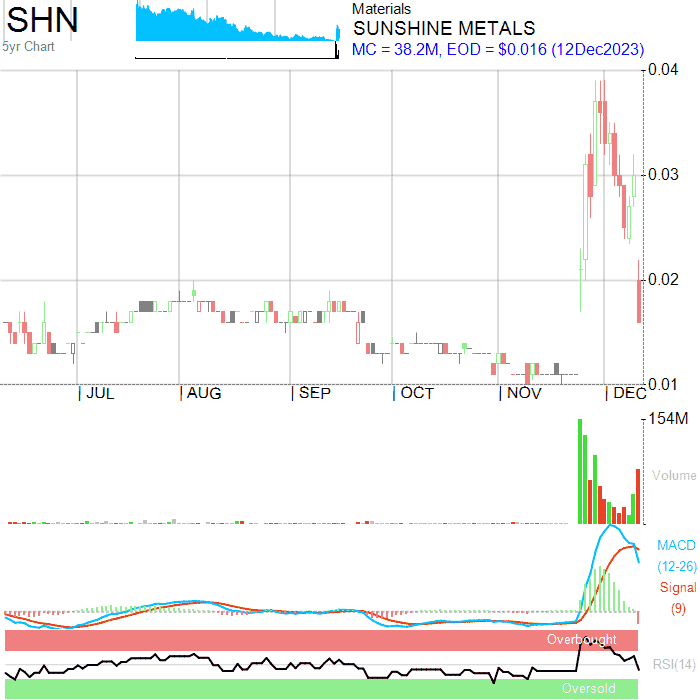 SHN
5yr Chart
Materials
SUNSHINE METALS
MC = 38.2M, EOD = $0.016 (12Dec2023)
0.04
0.03
0.02
0.01
| JUL | AUG | SEP | OCT | NOV | DEC
154M
Volume
MACD
(12-26)
Signal
(9)
Overbought
RSI(14)
Oversold